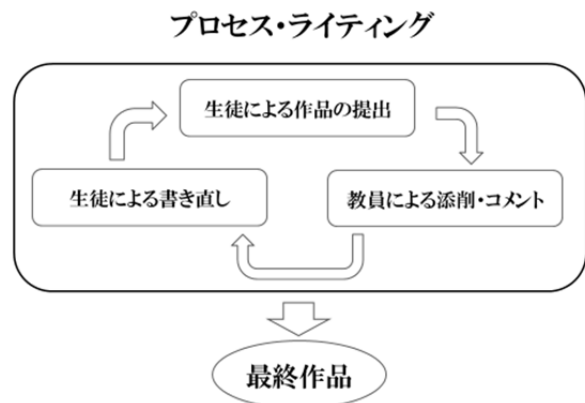 プロセス・ライティング
生徒による作品の提出
生徒による書き直し
教員による添削・コメント
最終作品